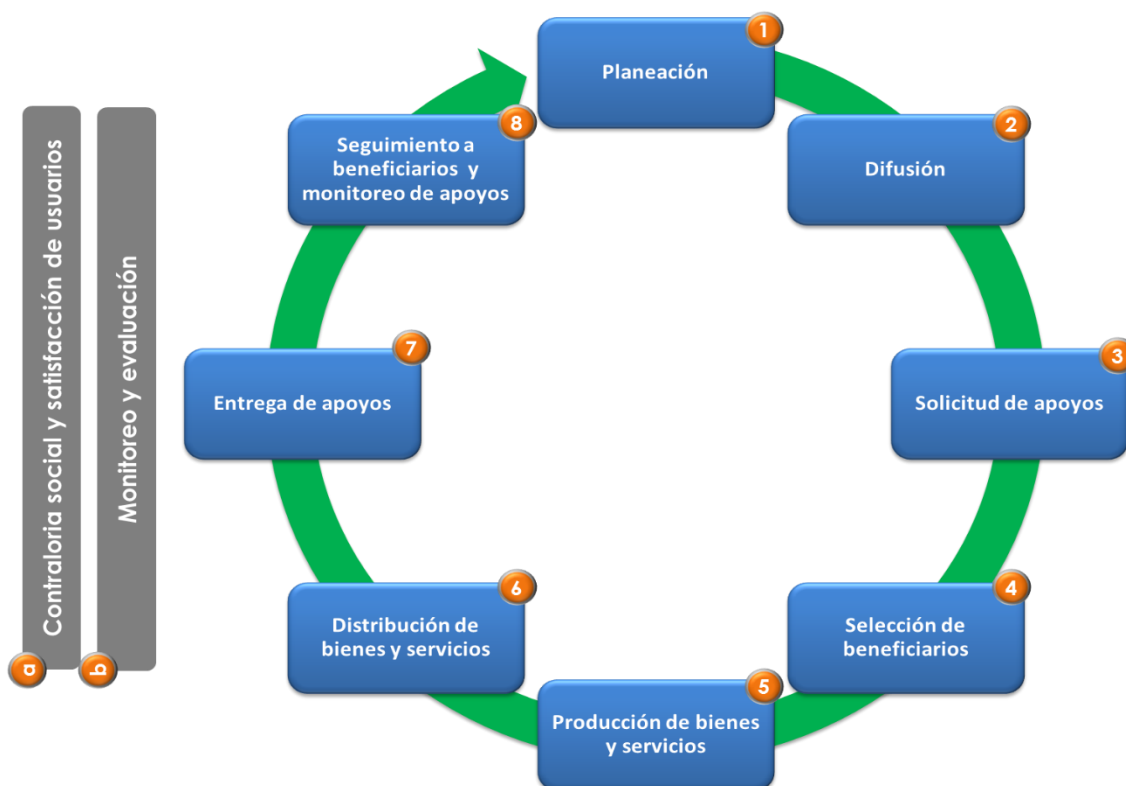 1
Planeación
2
Difusión
3
Solicitud de apoyos
4
Selección de
beneficiarios
5
Producción de bienes
y servicios
6
Distribución de
bienes y servicios
7
Entrega de apoyos
8
Seguimiento a
beneficiarios y
monitoreo de apoyos
a
Contraloria social y satisfacción de usuarios
b
Monitoreo y evaluación